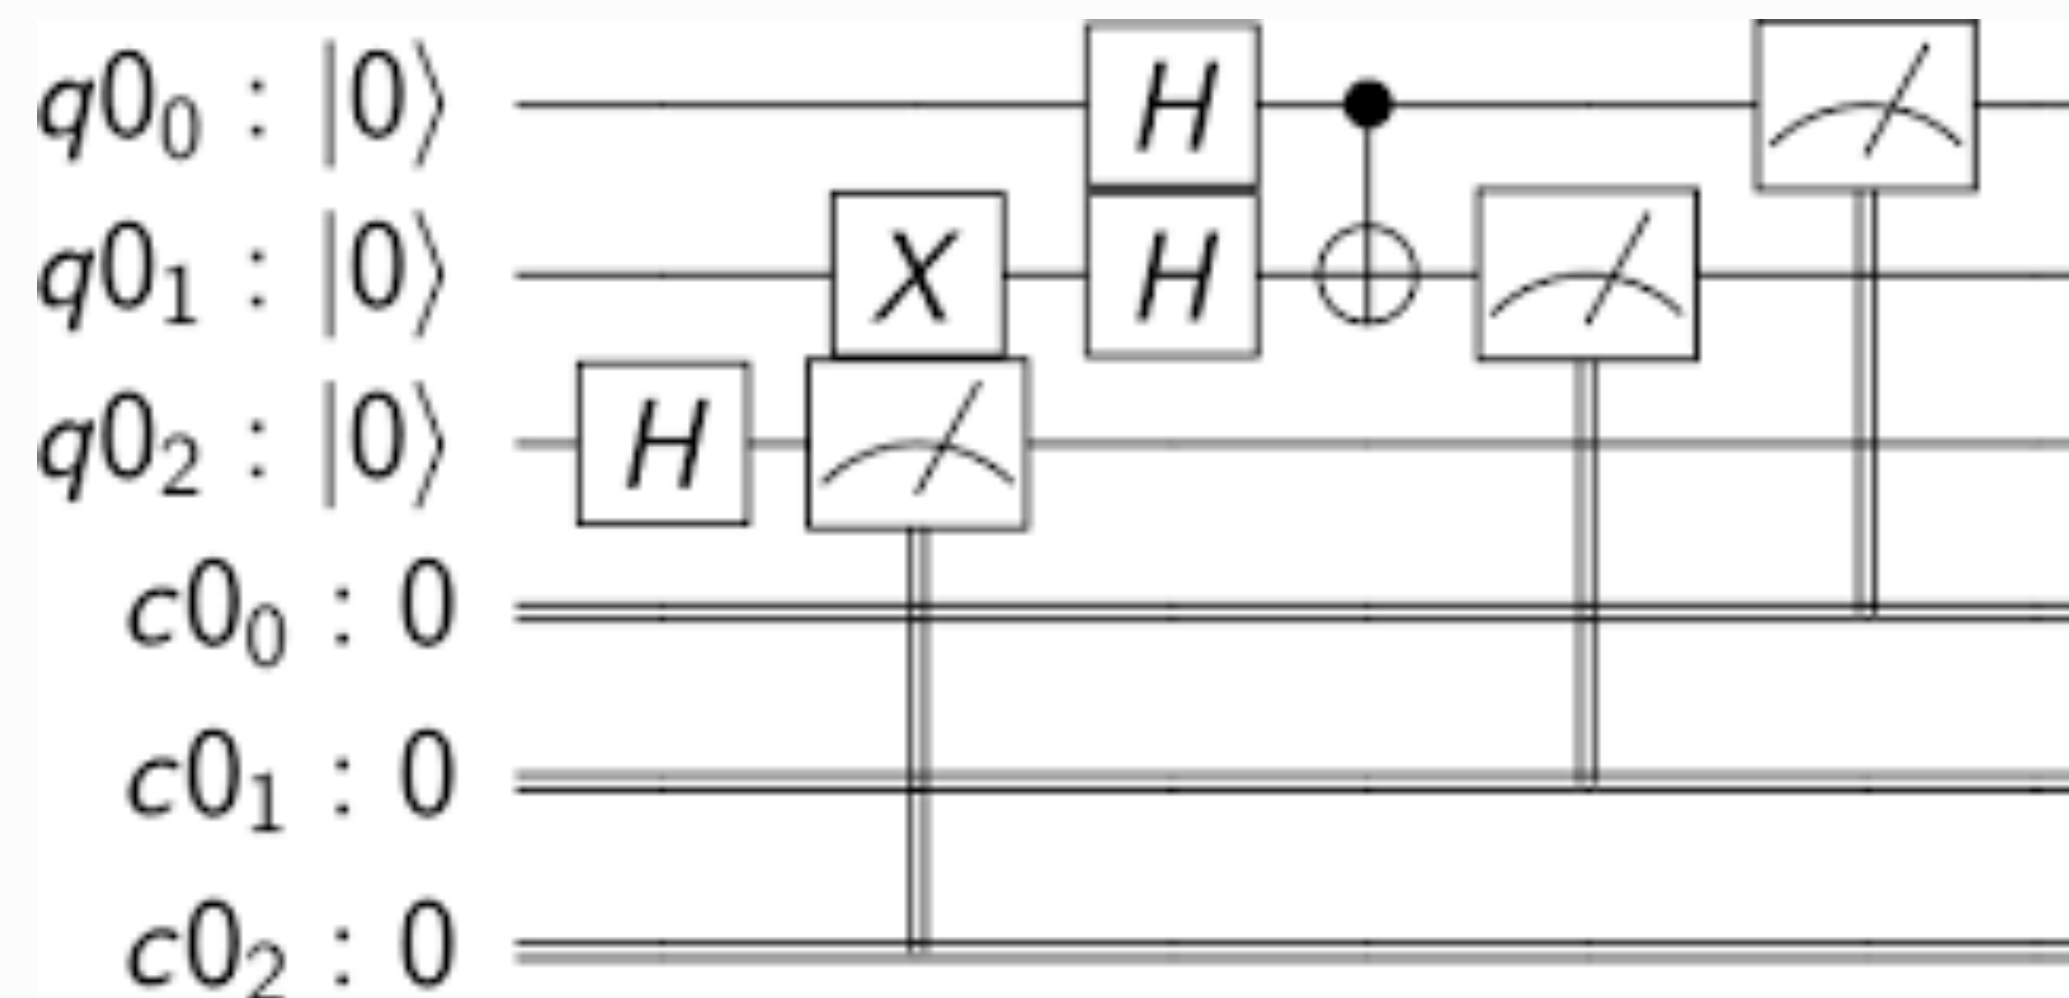 q0₀ : |0⟩ H
q0₁ : |0⟩ X H
q0₂ : |0⟩ H
c0₀ : 0
c0₁ : 0
c0₂ : 0